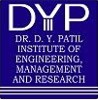 DYP
DR. D. Y. PATIL
INSTITUTE OF
ENGINEERING,
MANAGEMENT
AND RESEARCH